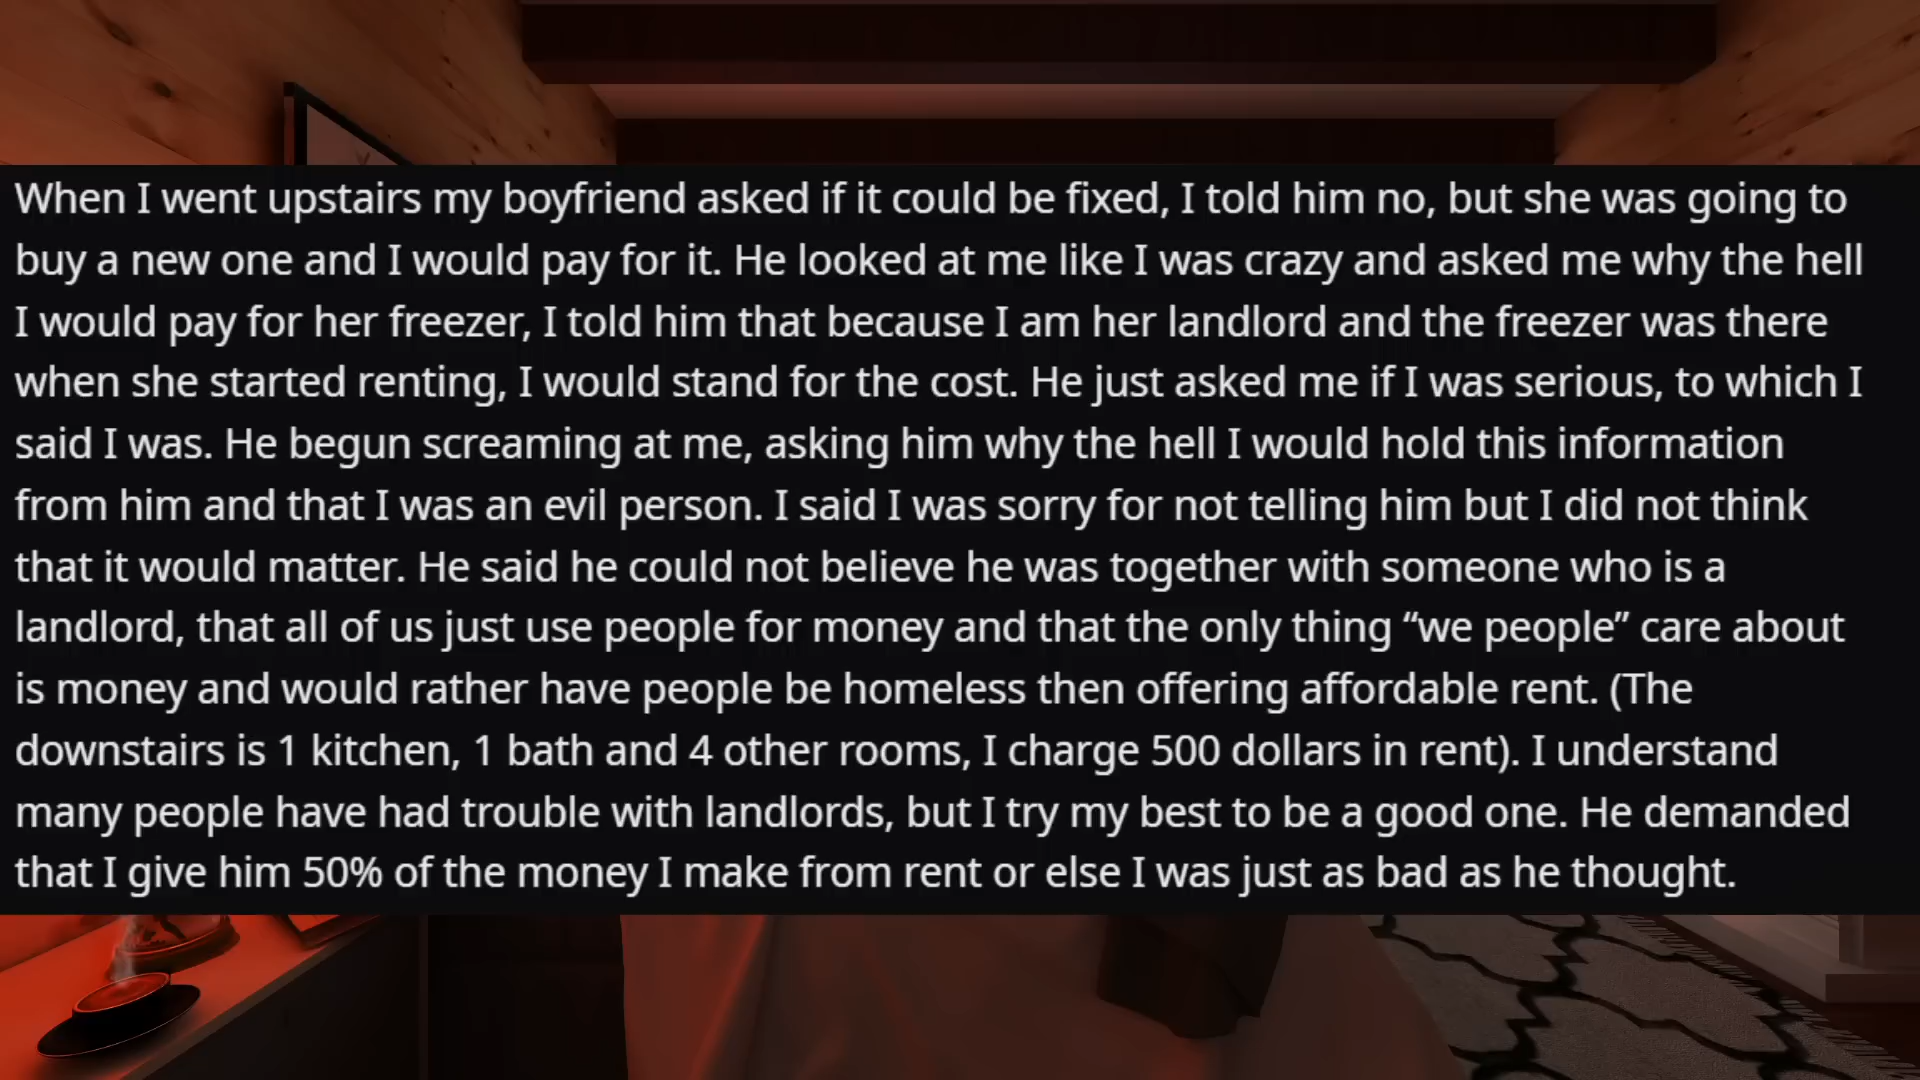 When I went upstairs my boyfriend asked if it could be fixed, I told him no, but she was going to
buy a new one and I would pay for it. He looked at me like I was crazy and asked me why the hell
I would pay for her freezer, I told him that because I am her landlord and the freezer was there
when she started renting, I would stand for the cost. He just asked me if I was serious, to which I
said I was. He begun screaming at me, asking him why the hell I would hold this information
from him and that I was an evil person. I said I was sorry for not telling him but I did not think
that it would matter. He said he could not believe he was together with someone who is a
landlord, that all of us just use people for money and that the only thing “we people” care about
is money and would rather have people be homeless then offering affordable rent. (The
downstairs is 1 kitchen, 1 bath and 4 other rooms, I charge 500 dollars in rent). I understand
many people have had trouble with landlords, but I try my best to be a good one. He demanded
that I give him 50% of the money I make from rent or else I was just as bad as he thought.